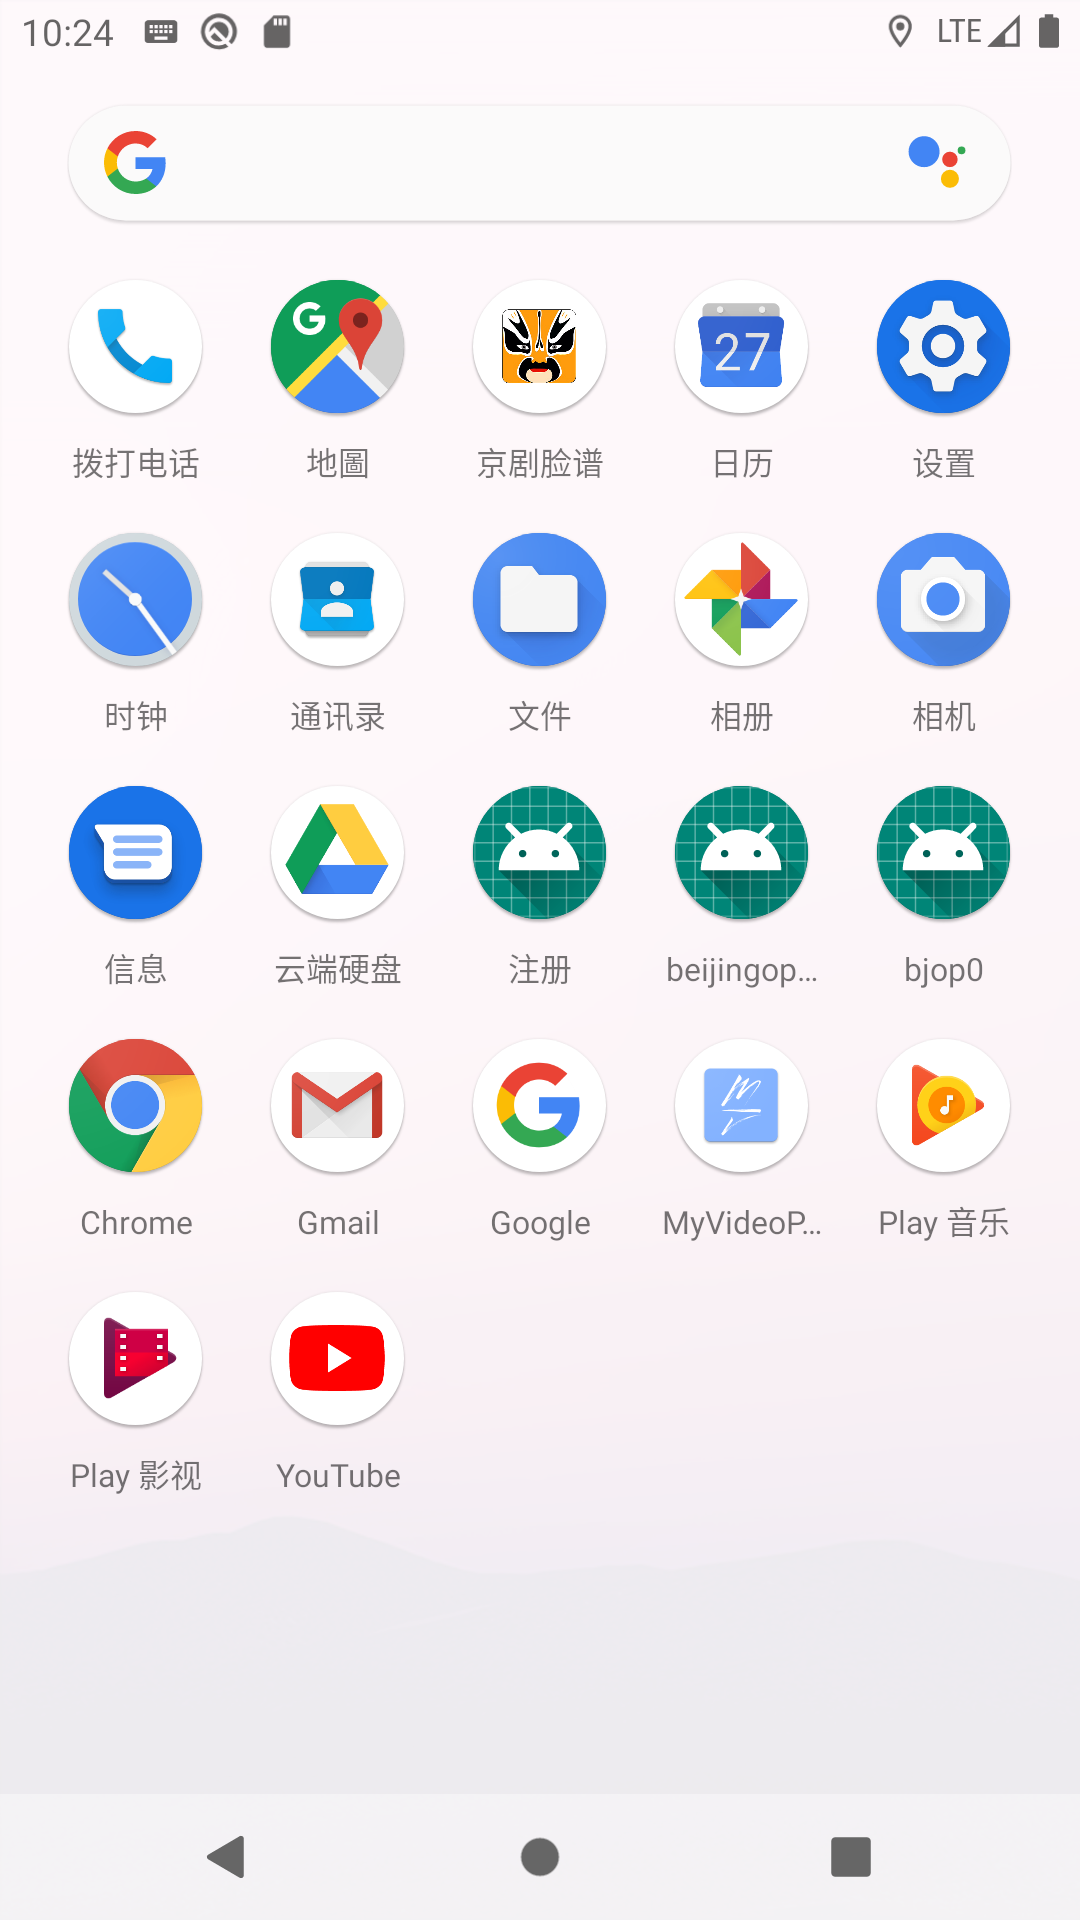 10:24 LTE
拨打电话 地圖 京剧脸谱 27 日历 设置
时钟 通讯录 文件 相册 相机
信息 云端硬盘 注册 beijingop... bjop0
Chrome Gmail Google MyVideoP... Play 音乐
Play 影视 YouTube